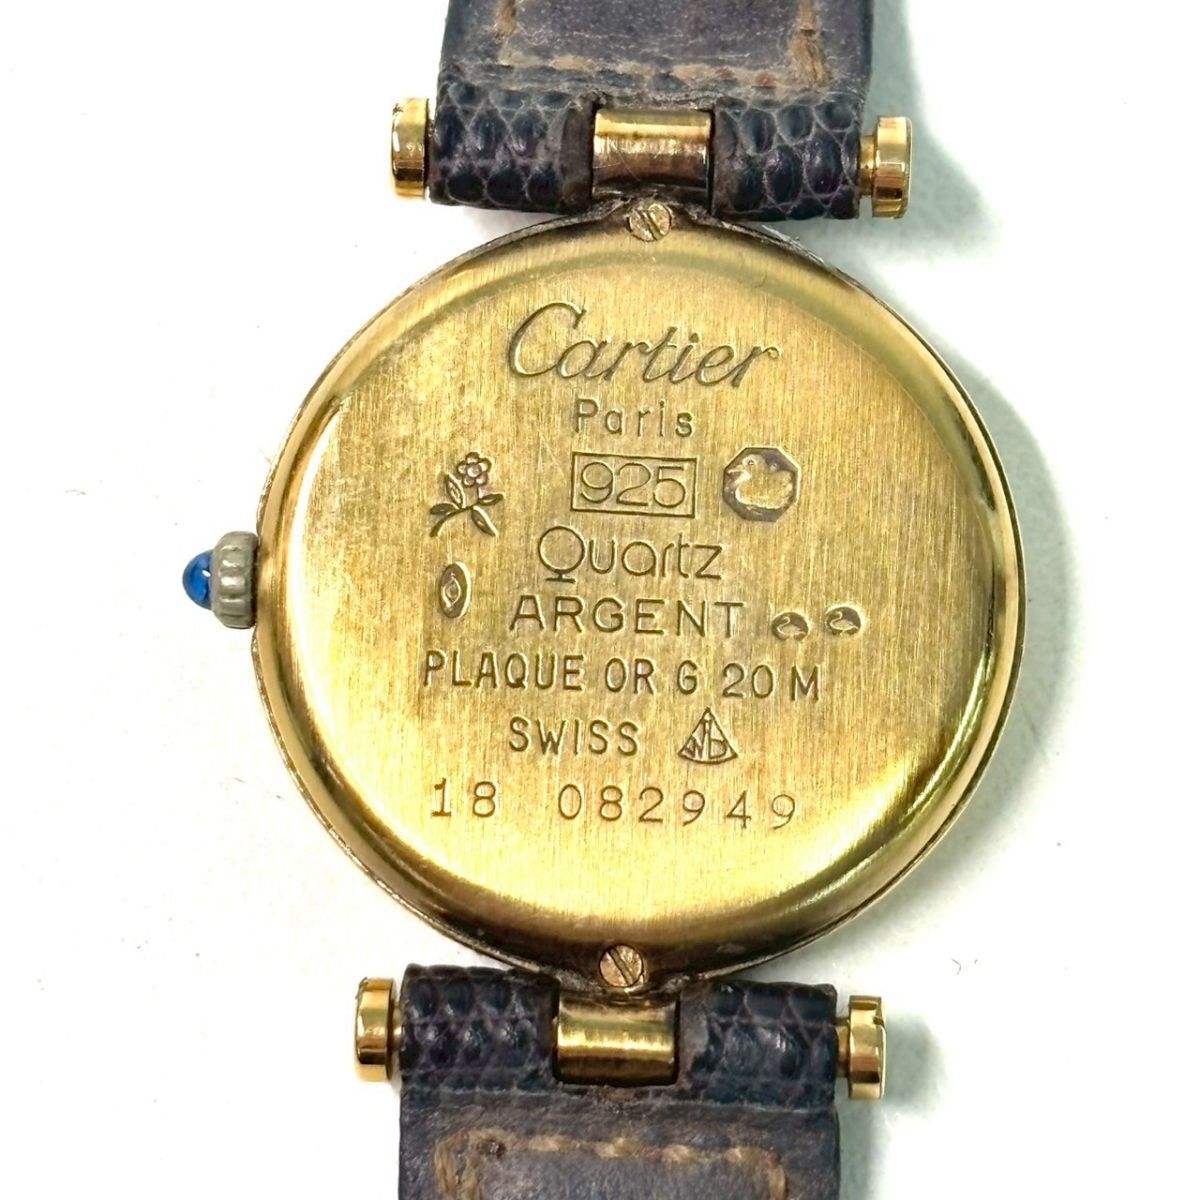 Cartier
Paris
925
Quartz
ARGENT
PLAQUE OR G 20 M
SWISS
18 082949